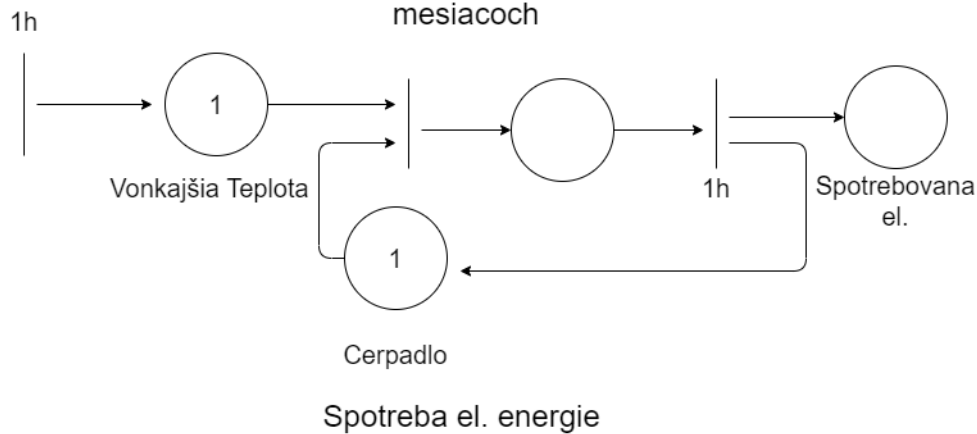 mesiacoch
1h
1
Vonkajšia Teplota
1h
Spotrebovana
el.
1
Cerpadlo
Spotreba el. energie